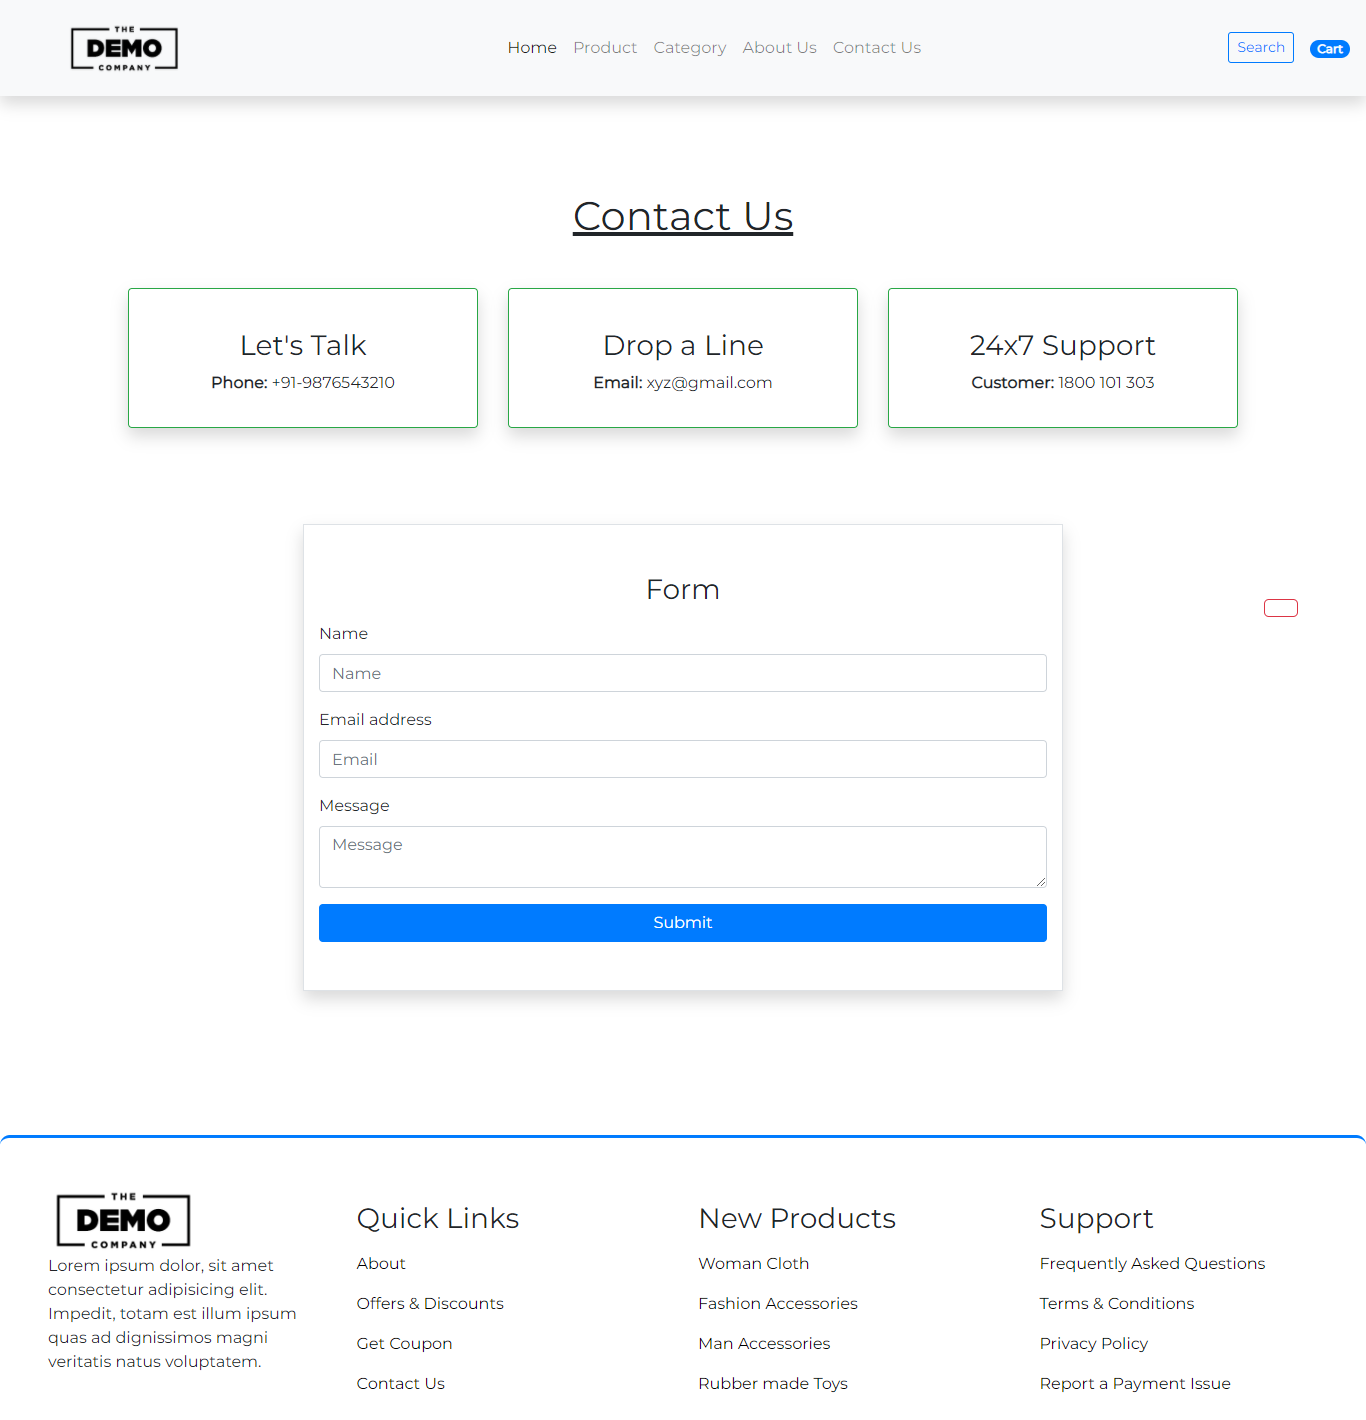 THE
DEMO
COMPANY
Home Product Category About Us Contact Us
Search Cart
Contact Us
Let's Talk
Phone: +91-9876543210
Drop a Line
Email: xyz@gmail.com
24x7 Support
Customer: 1800 101 303
Form
Name
Name
Email address
Email
Message
Message
Submit
THE
DEMO
COMPANY
Lorem ipsum dolor, sit amet
consectetur adipisicing elit.
Impedit, totam est illum ipsum
quas ad dignissimos magni
veritatis natus voluptatem.
Quick Links
About
Offers & Discounts
Get Coupon
Contact Us
New Products
Woman Cloth
Fashion Accessories
Man Accessories
Rubber made Toys
Support
Frequently Asked Questions
Terms & Conditions
Privacy Policy
Report a Payment Issue